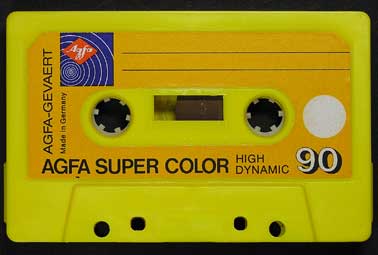 Agfa
AGFA-GEVAERT
Made in Germany
AGFA SUPER COLOR HIGH DYNAMIC 90